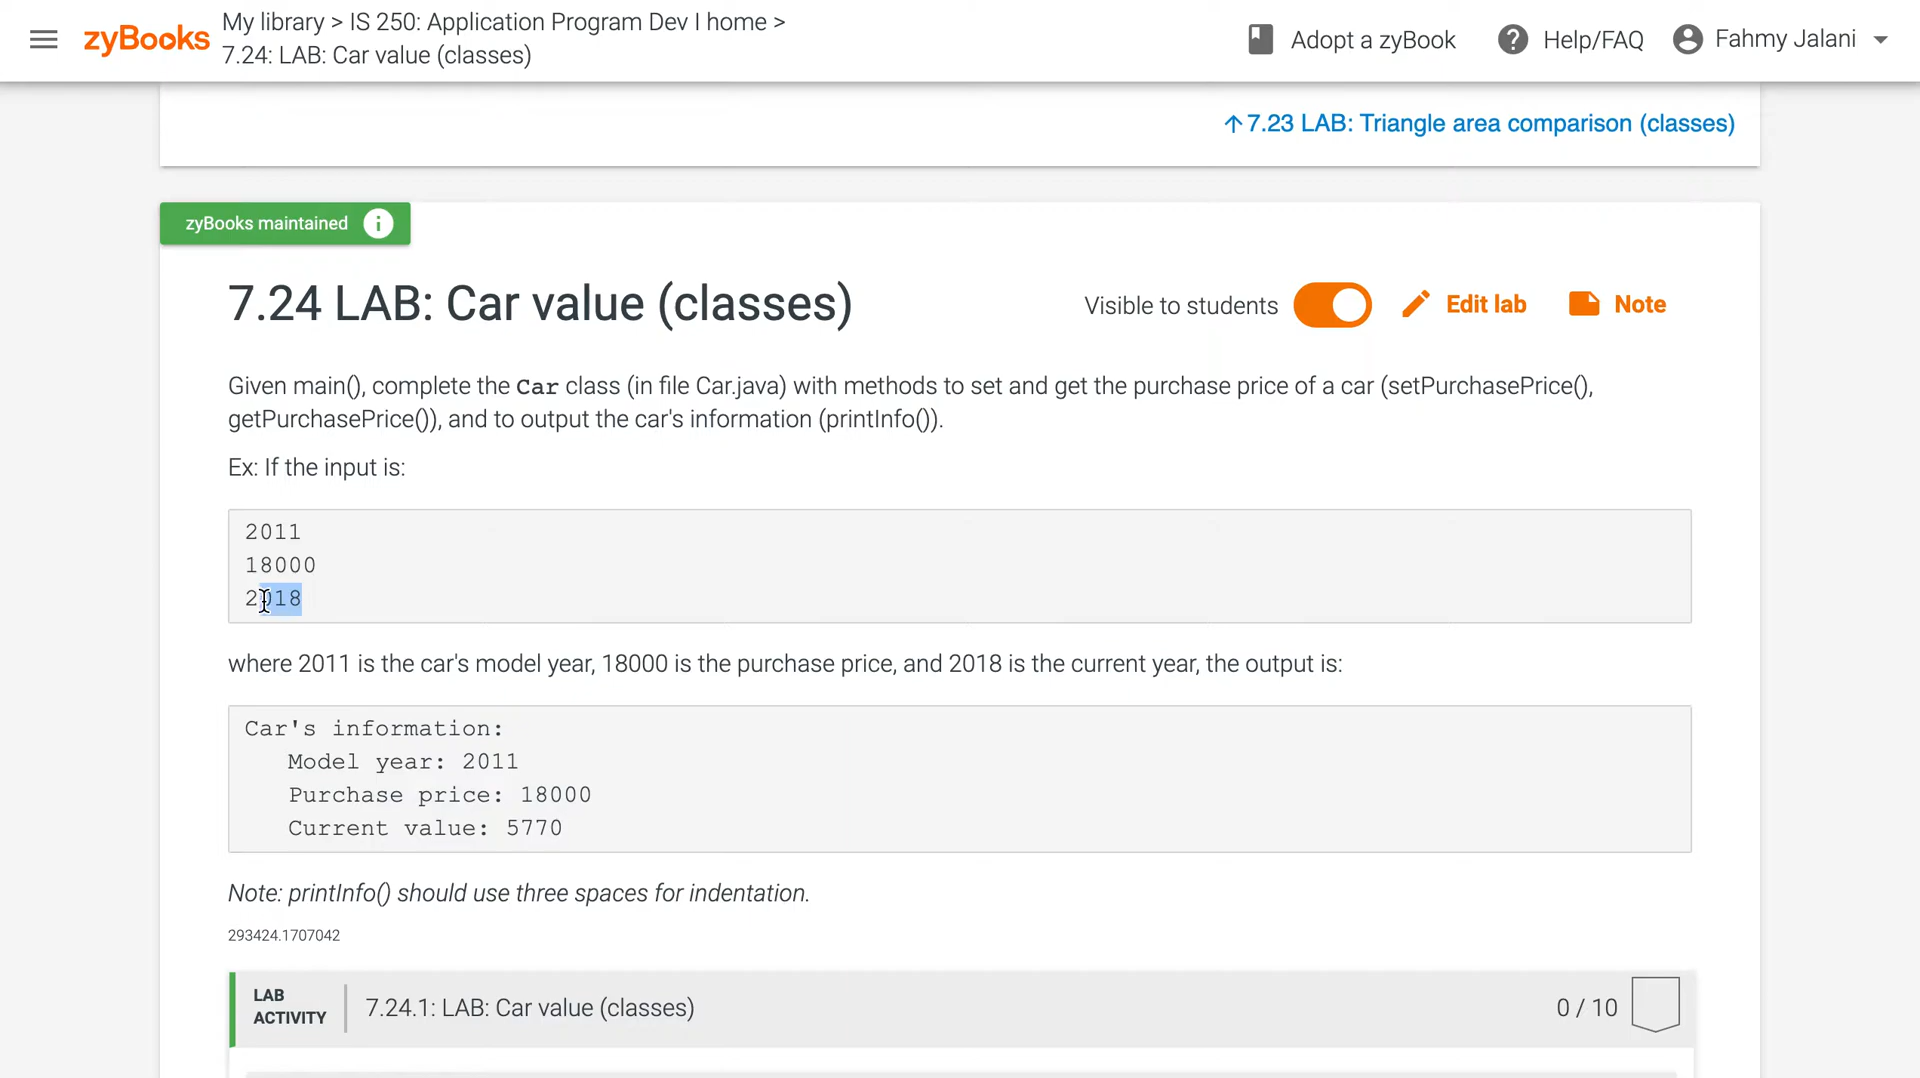 zyBooks
My library > IS 250: Application Program Dev I home >
7.24: LAB: Car value (classes)
Adopt a zyBook
Help/FAQ
Fahmy Jalani
↑ 7.23 LAB: Triangle area comparison (classes)
zyBooks maintained
7.24 LAB: Car value (classes)
Visible to students
Edit lab
Note
Given main(), complete the Car class (in file Car.java) with methods to set and get the purchase price of a car (setPurchasePrice(),
getPurchasePrice()), and to output the car's information (printInfo()).
Ex: If the input is:
2011
18000
2018
where 2011 is the car's model year, 18000 is the purchase price, and 2018 is the current year, the output is:
Car's information:
   Model year: 2011
   Purchase price: 18000
   Current value: 5770
Note: printInfo() should use three spaces for indentation.
293424.1707042
LAB
ACTIVITY
7.24.1: LAB: Car value (classes)
0 / 10